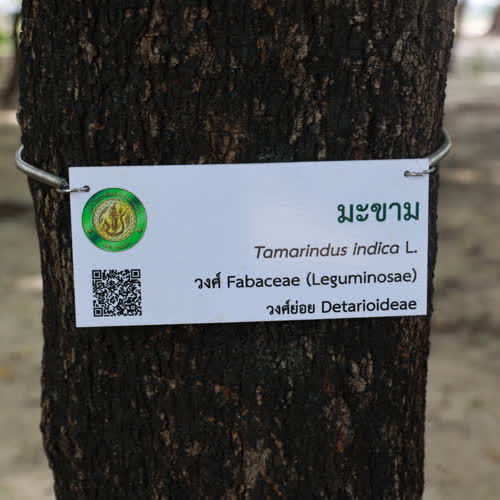 มะขาม
Tamarindus indica L.
วงศ์ Fabaceae (Leguminosae)
วงศ์ย่อย Detarioideae